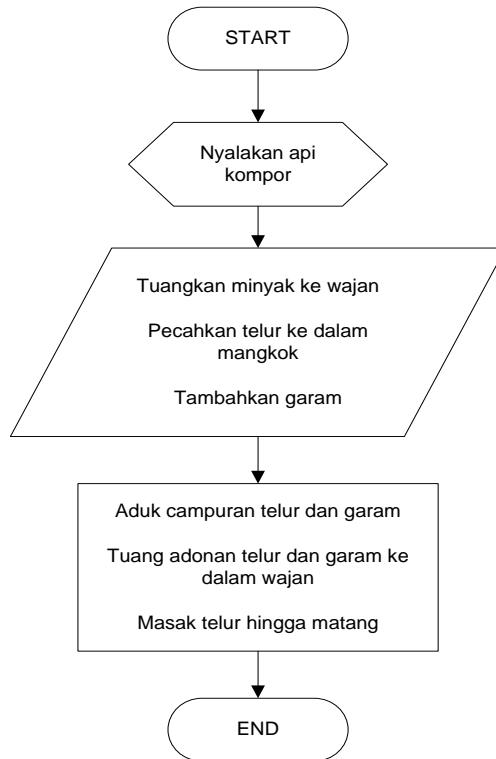 START
Nyalakan api
kompor
Tuangkan minyak ke wajan
Pecahkan telur ke dalam
mangkok
Tambahkan garam
Aduk campuran telur dan garam
Tuang adonan telur dan garam ke
dalam wajan
Masak telur hingga matang
END